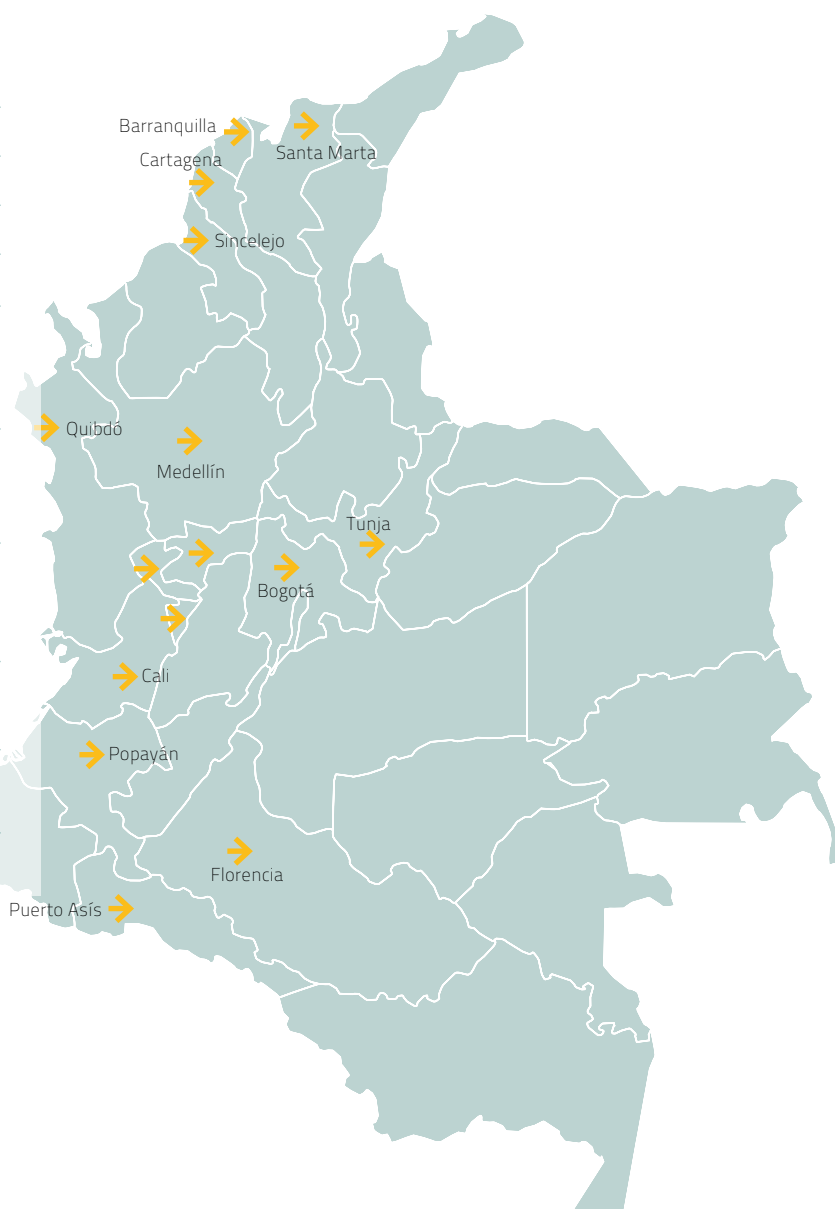 Barranquilla
Santa Marta
Cartagena
Sincelejo
Quibdó
Medellín
Tunja
Bogotá
Cali
Popayán
Florencia
Puerto Asís